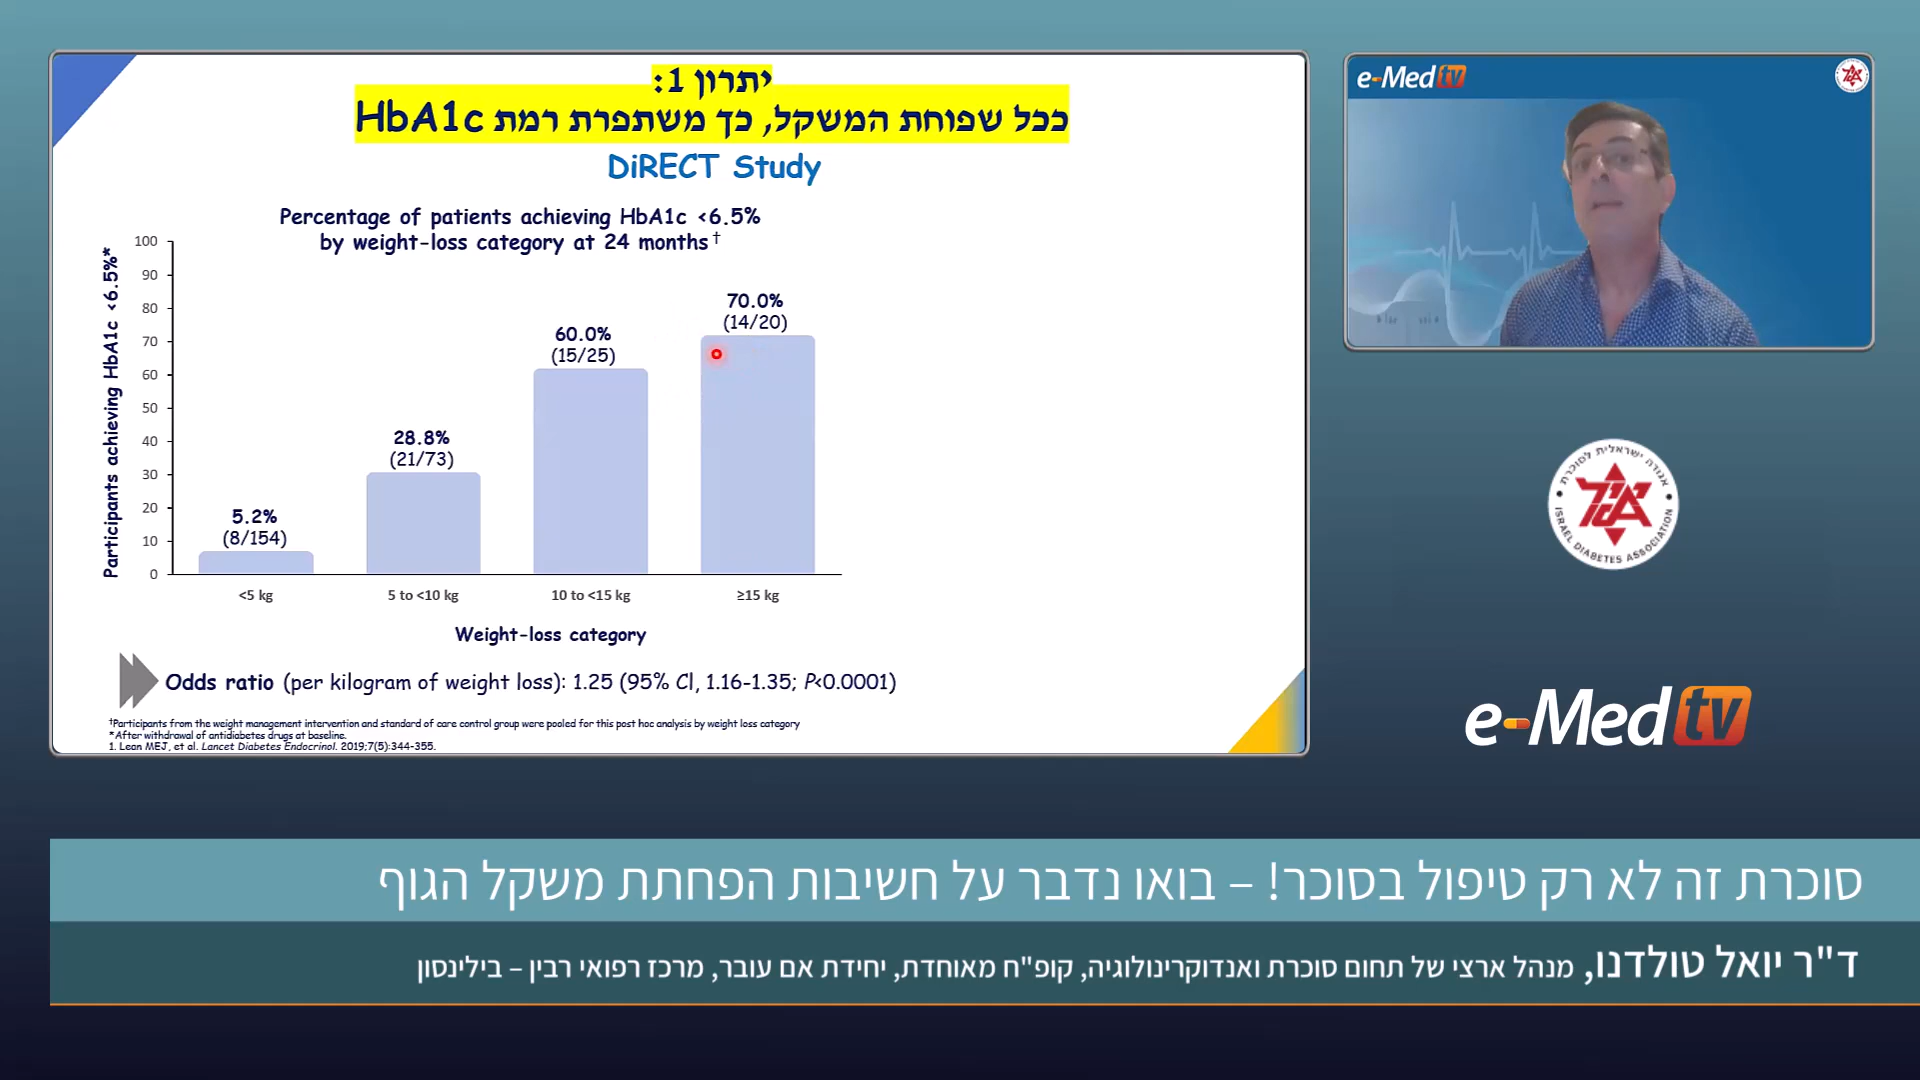 יתרון 1:
ככל שפוחת המשקל, כך משתפרת רמת HbA1c
DiRECT Study
Percentage of patients achieving HbA1c <6.5%
by weight-loss category at 24 months†
Participants achieving HbA1c <6.5%*
100
90
80
70
60
50
40
30
20
10
0
5.2%
(8/154)
28.8%
(21/73)
60.0%
(15/25)
70.0%
(14/20)
<5 kg
5 to <10 kg
10 to <15 kg
≥15 kg
Weight-loss category
Odds ratio (per kilogram of weight loss): 1.25 (95% Cl, 1.16-1.35; P<0.0001)
†Participants from the weight management intervention and standard of care control group were pooled for this post hoc analysis by weight loss category
*After withdrawal of antidiabetes drugs at baseline.
1. Lean MEJ, et al. Lancet Diabetes Endocrinol. 2019;7(5):344-355.
e-Med tv
אגודה ישראלית לסוכרת
איל
ISRAEL DIABETES ASSOCIATION
e-Med tv
סוכרת זה לא רק טיפול בסוכר! – בואו נדבר על חשיבות הפחתת משקל הגוף
ד"ר יואל טולדנו, מנהל ארצי של תחום סוכרת ואנדוקרינולוגיה, קופ"ח מאוחדת, יחידת אם עובר, מרכז רפואי רבין – בילינסון